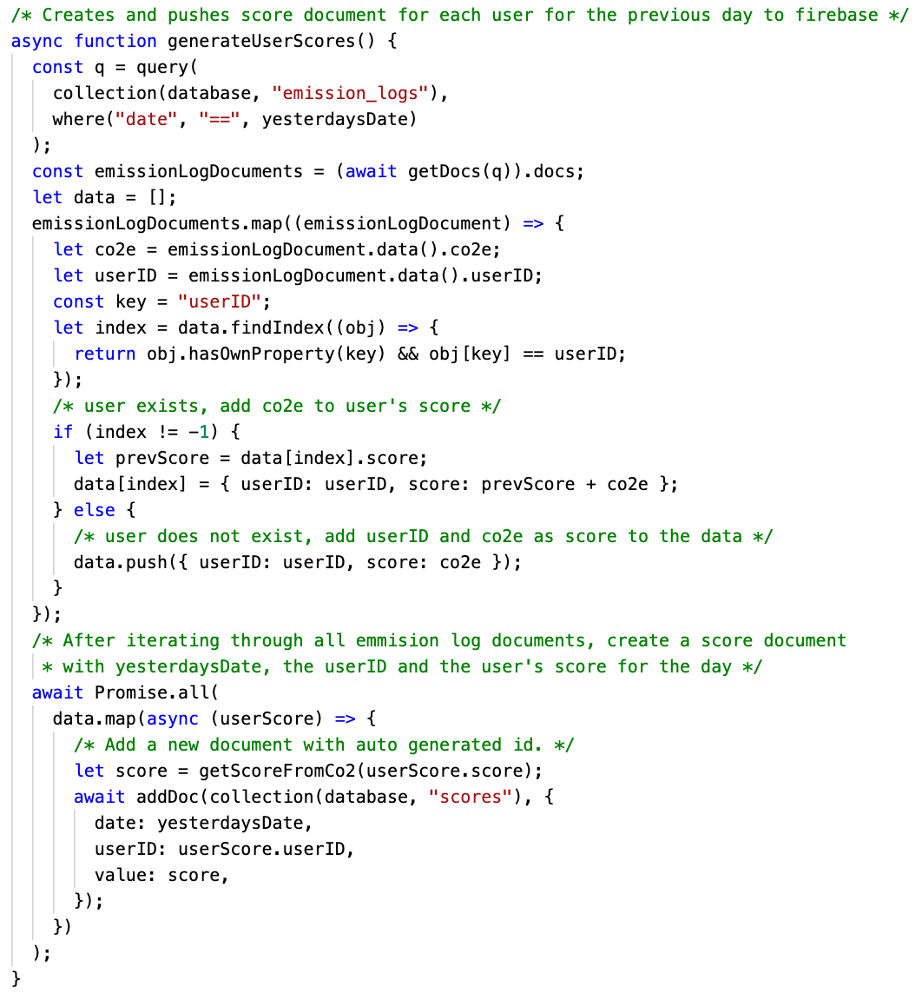 /* Creates and pushes score document for each user for the previous day to firebase */
async function generateUserScores() {
  const q = query(
    collection(database, "emission_logs"),
    where("date", "==", yesterdaysDate)
  );
  const emissionLogDocuments = (await getDocs(q)).docs;
  let data = [];
  emissionLogDocuments.map((emissionLogDocument) => {
    let co2e = emissionLogDocument.data().co2e;
    let userID = emissionLogDocument.data().userID;
    const key = "userID";
    let index = data.findIndex((obj) => {
      return obj.hasOwnProperty(key) && obj[key] == userID;
    });
    /* user exists, add co2e to user's score */
    if (index != -1) {
      let prevScore = data[index].score;
      data[index] = { userID: userID, score: prevScore + co2e };
    } else {
      /* user does not exist, add userID and co2e as score to the data */
      data.push({ userID: userID, score: co2e });
    }
  });
  /* After iterating through all emmision log documents, create a score document
   * with yesterdaysDate, the userID and the user's score for the day */
  await Promise.all(
    data.map(async (userScore) => {
      /* Add a new document with auto generated id. */
      let score = getScoreFromCo2(userScore.score);
      await addDoc(collection(database, "scores"), {
        date: yesterdaysDate,
        userID: userScore.userID,
        value: score,
      });
    })
  );
}